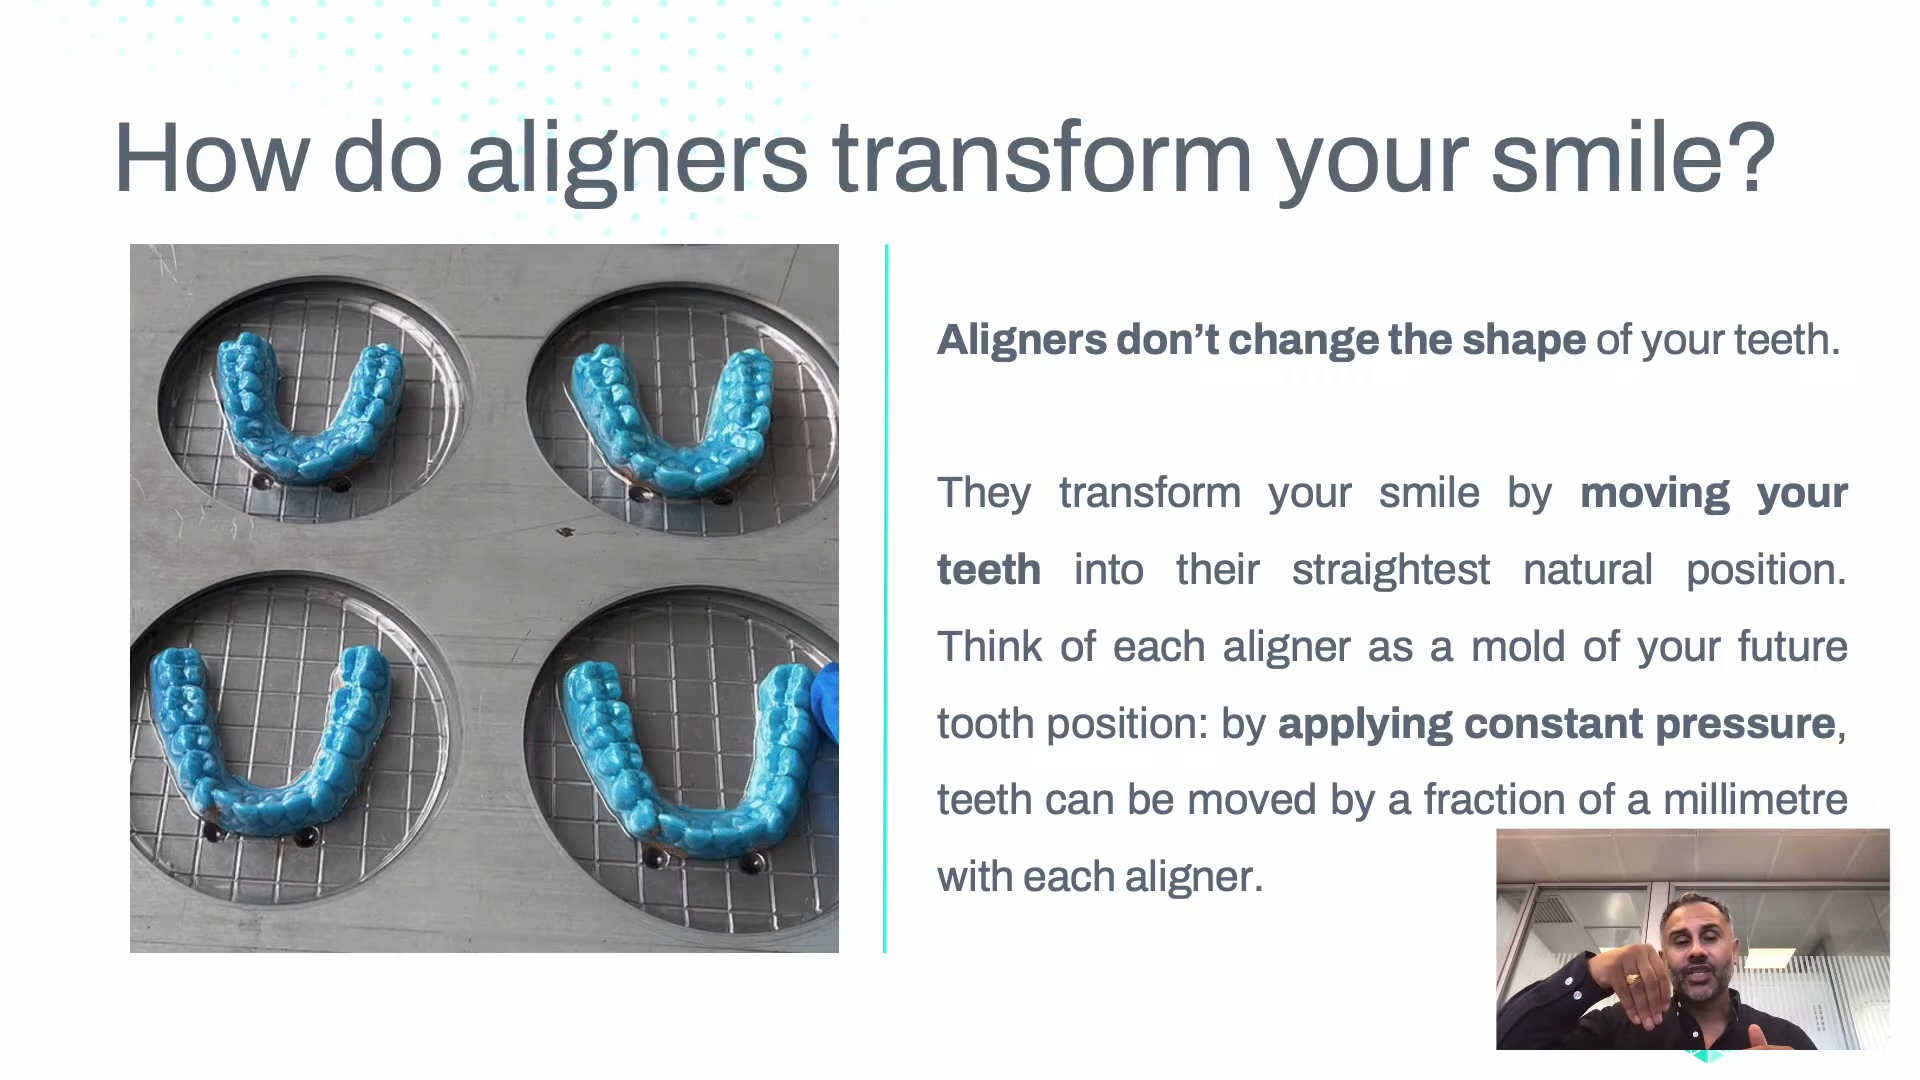 How do aligners transform your smile?
Aligners don’t change the shape of your teeth.
They transform your smile by moving your
teeth into their straightest natural position.
Think of each aligner as a mold of your future
tooth position: by applying constant pressure,
teeth can be moved by a fraction of a millimetre
with each aligner.